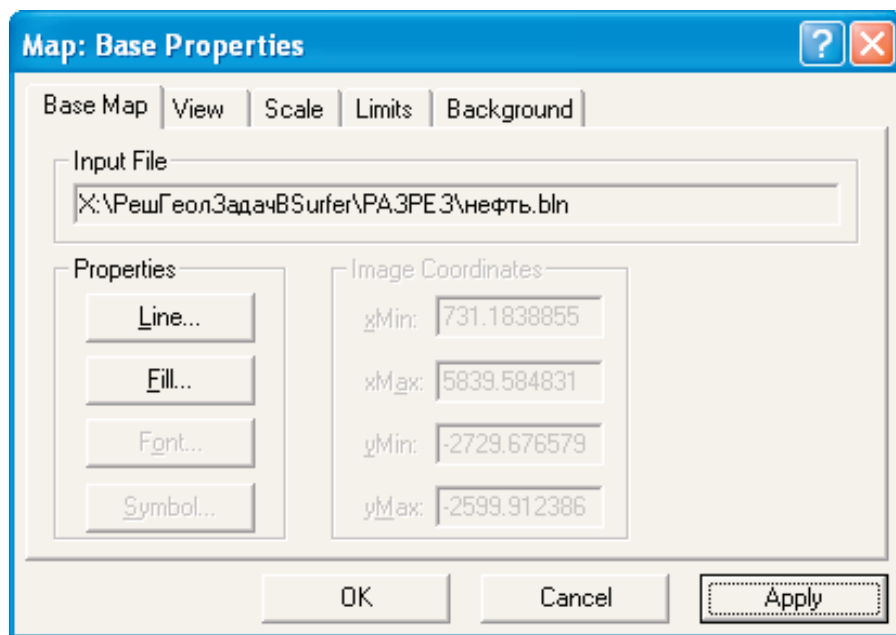 Map: Base Properties
Base Map View Scale Limits Background
Input File
X:\РешГеолЗадачВSurfer\РАЗРЕЗ\нефть.bln
Properties
Line...
Fill...
Font...
Symbol...
Image Coordinates
xMin: 731.1838855
xMax: 5839.584831
yMin: -2729.676579
yMax: -2599.912386
OK Cancel Apply